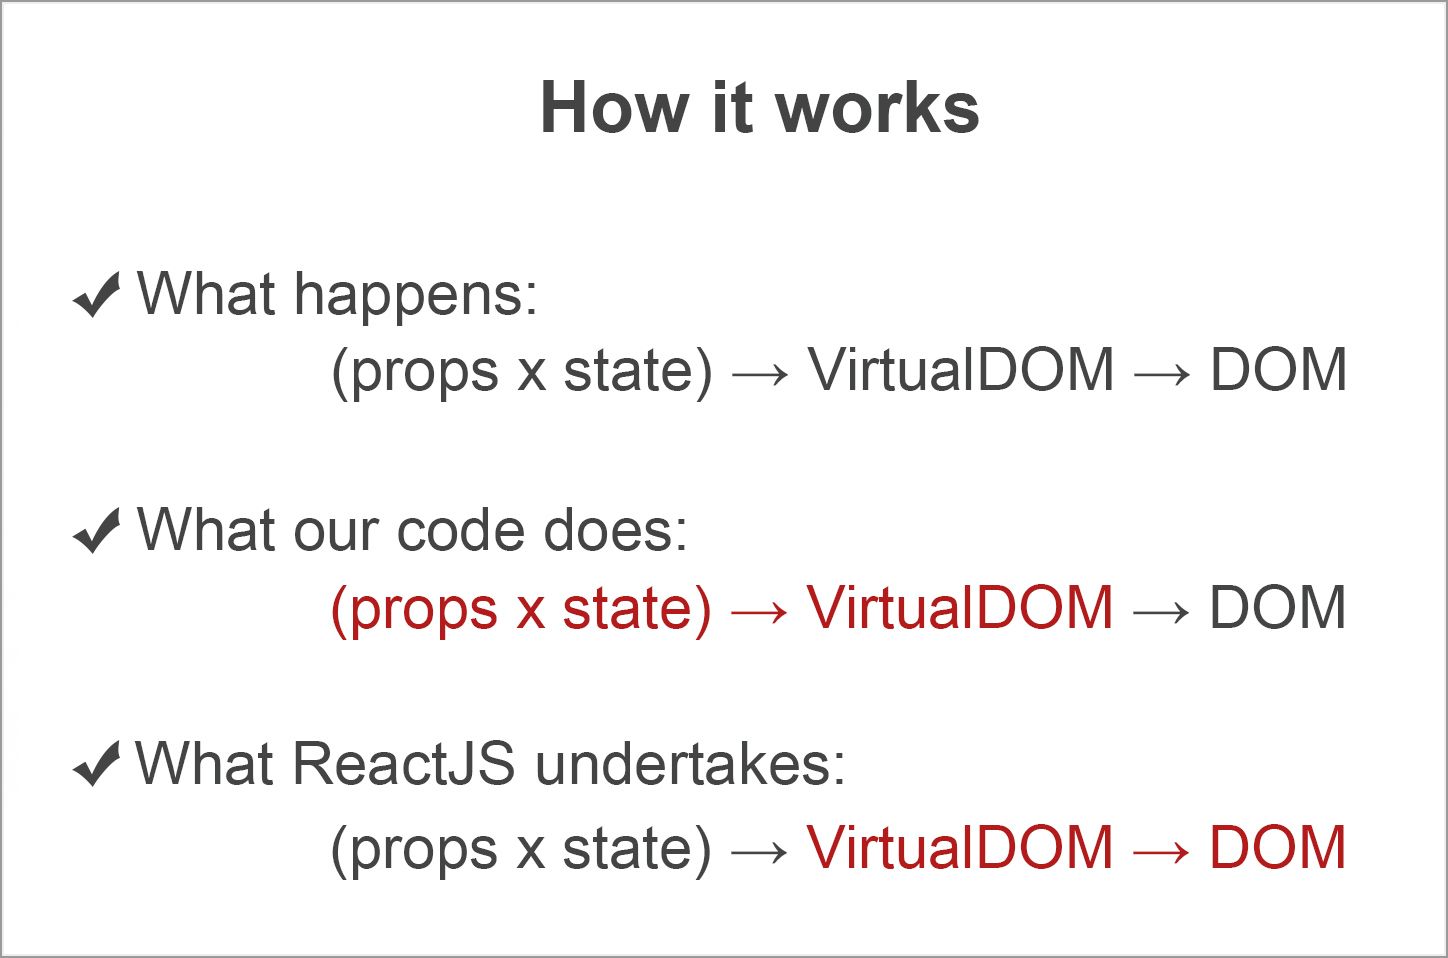 How it works
✔ What happens:
(props x state) → VirtualDOM → DOM
✔ What our code does:
(props x state) → VirtualDOM → DOM
✔ What ReactJS undertakes:
(props x state) → VirtualDOM → DOM